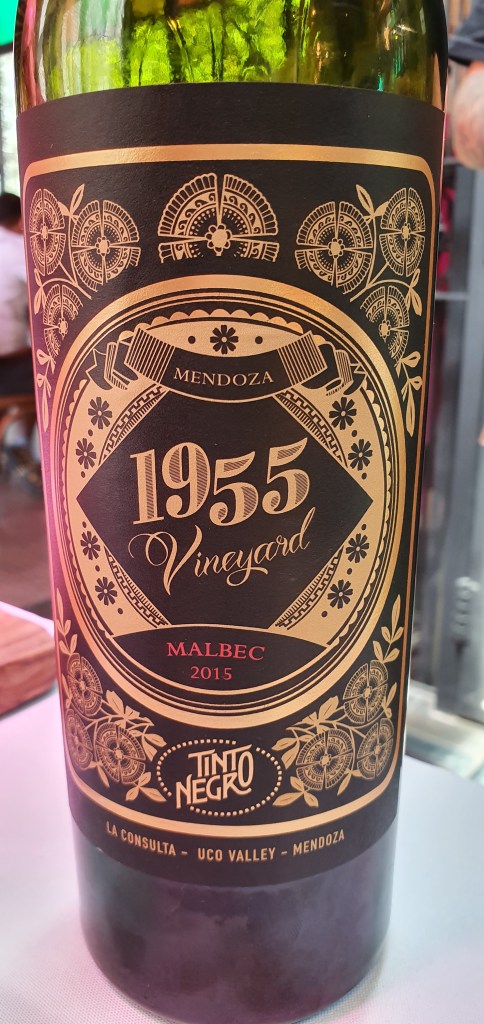 MENDOZA
1955
Vineyard
MALBEC
2015
TINTO
NEGRO
LA CONSULTA - UCO VALLEY - MENDOZA